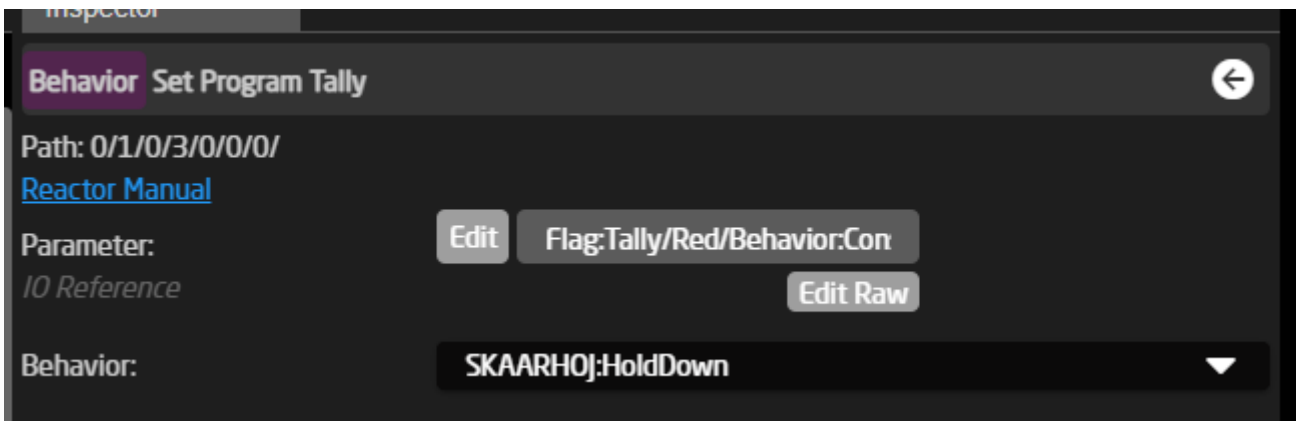 Inspector
Behavior Set Program Tally
Path: 0/1/0/3/0/0/0/
Reactor Manual
Parameter:
Edit Flag:Tally/Red/Behavior:Con
IO Reference
Edit Raw
Behavior:
SKAARHOJ:HoldDown